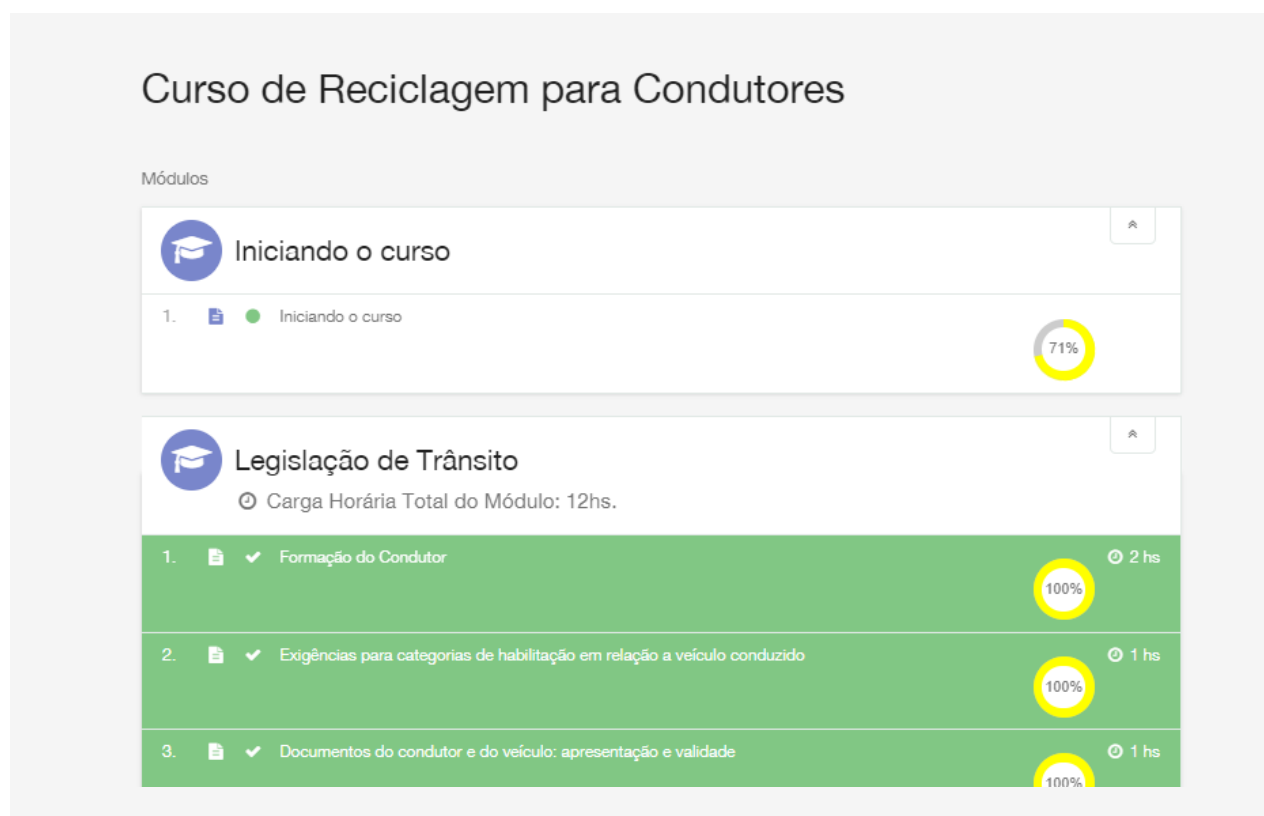 Curso de Reciclagem para Condutores
Módulos
Iniciando o curso
1. Iniciando o curso
71%
Legislação de Trânsito
Carga Horária Total do Módulo: 12hs.
1. Formação do Condutor 2 hs
100%
2. Exigências para categorias de habilitação em relação a veículo conduzido 1 hs
100%
3. Documentos do condutor e do veículo: apresentação e validade 1 hs
100%